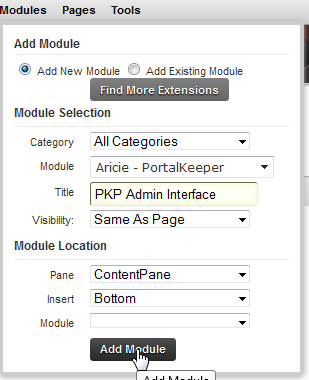 Modules Pages Tools
Add Module
Add New Module Add Existing Module
Find More Extensions
Module Selection
Category All Categories
Module Aricie - PortalKeeper
Title PKP Admin Interface
Visibility: Same As Page
Module Location
Pane ContentPane
Insert Bottom
Module
Add Module
Add Module